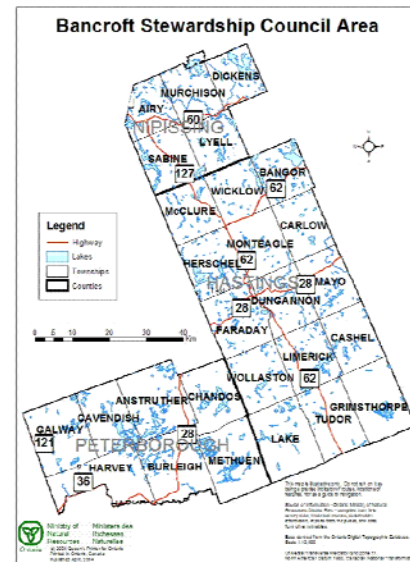 Bancroft Stewardship Council Area
DICKENS
MURCHISON
AIRY
60
NIPISSING
LYELL
SABINE
127
BANGOR
62
WICKLOW
McCLURE
CARLOW
MONTEAGLE
HERSCHEL
62
HASTINGS
28
MAYO
DUNGANNON
28
FARADAY
CASHEL
LIMERICK
WOLLASTON
62
GRIMSTHORPE
TUDOR
LAKE
Legend
Highway
Lakes
Townships
Counties
0 5 10 20 30 40
Km
ANSTRUTHER
CHANDOS
CAVENDISH
GALWAY
121
PETERBOROUGH
28
HARVEY
BURLEIGH
METHUEN
36
Ministry of
Natural
Resources
Ministère des
Richesses
Naturelles
Ontario